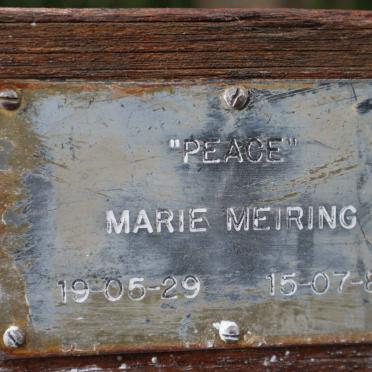 "PEACE"
MARIE MEIRING
19-05-29 15-07-8